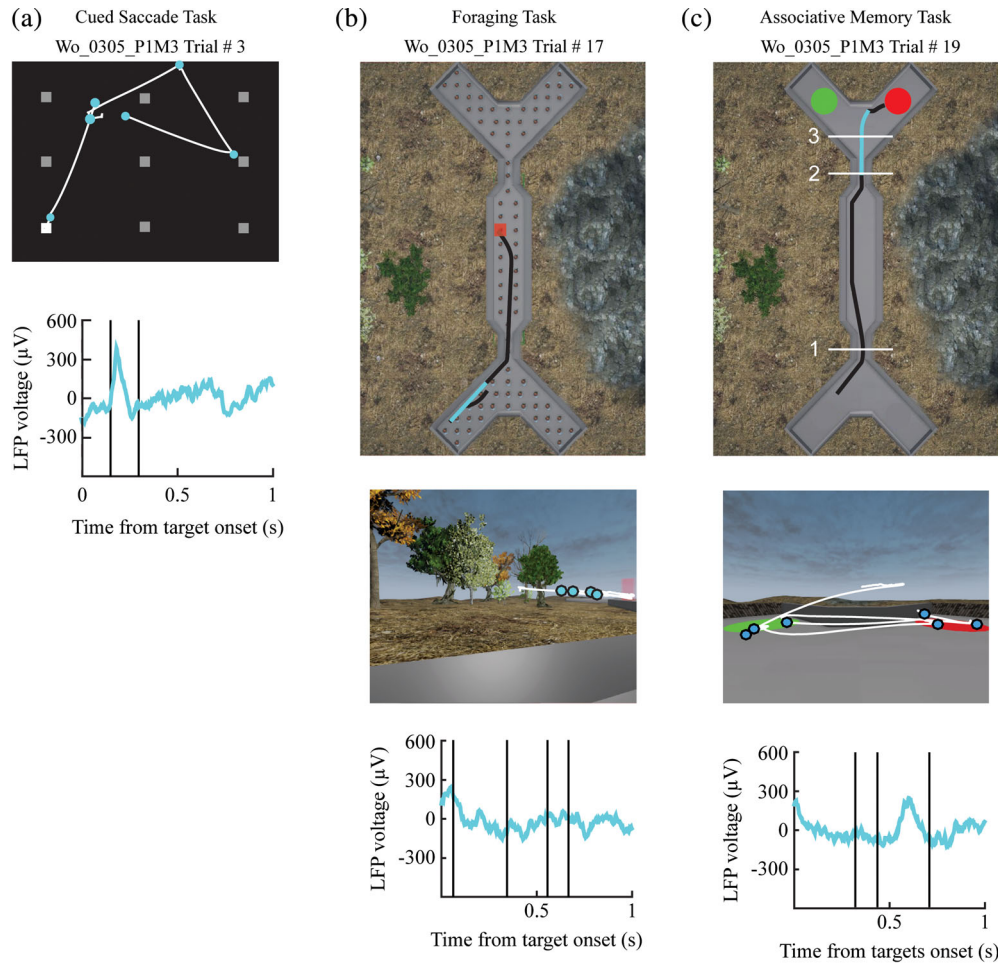 (a) Cued Saccade Task
Wo_0305_P1M3 Trial # 3
600
300
0
-300
LFP voltage (µV)
0 0.5 1
Time from target onset (s)
(b) Foraging Task
Wo_0305_P1M3 Trial # 17
600
300
0
-300
LFP voltage (µV)
0.5 1
Time from target onset (s)
(c) Associative Memory Task
Wo_0305_P1M3 Trial # 19
3
2
1
600
300
0
-300
LFP voltage (µV)
0.5 1
Time from targets onset (s)